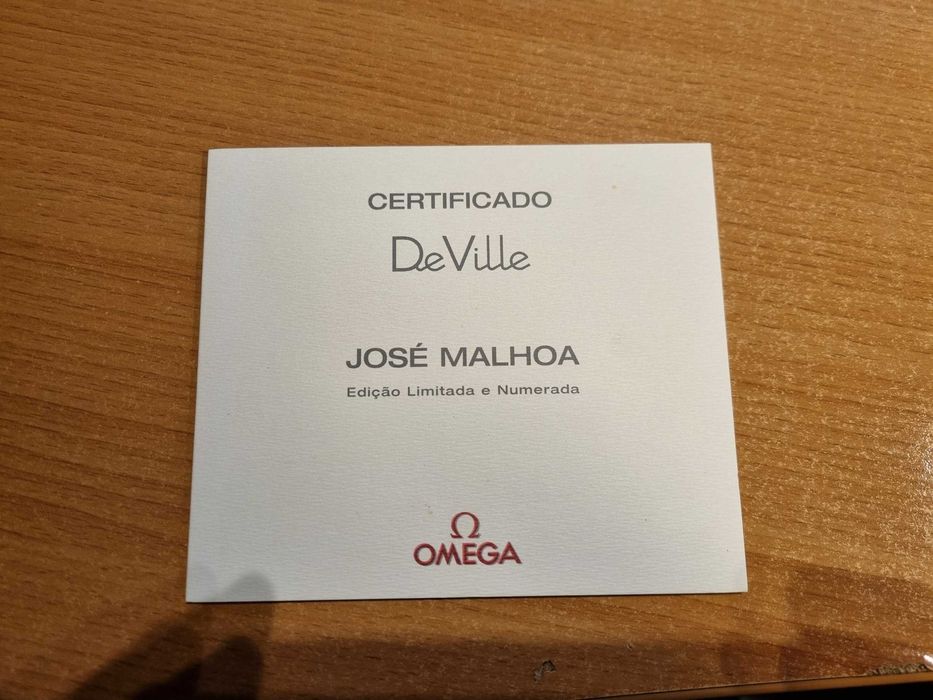 CERTIFICADO
DeVille
JOSÉ MALHOA
Edição Limitada e Numerada
Ω
OMEGA